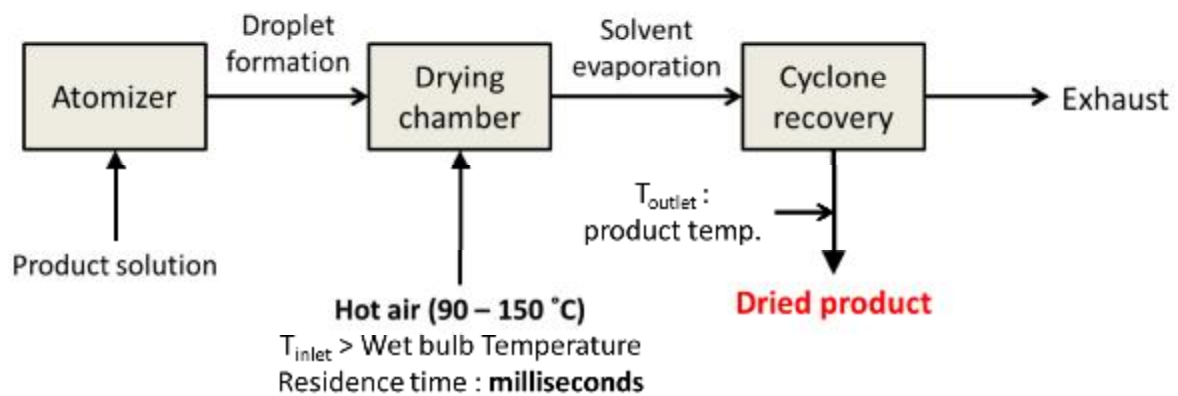 Droplet
formation
Solvent
evaporation
Atomizer
Drying
chamber
Cyclone
recovery
Exhaust
Product solution
Toutlet :
product temp.
Hot air (90 – 150 ˚C)
Tinlet > Wet bulb Temperature
Residence time : milliseconds
Dried product